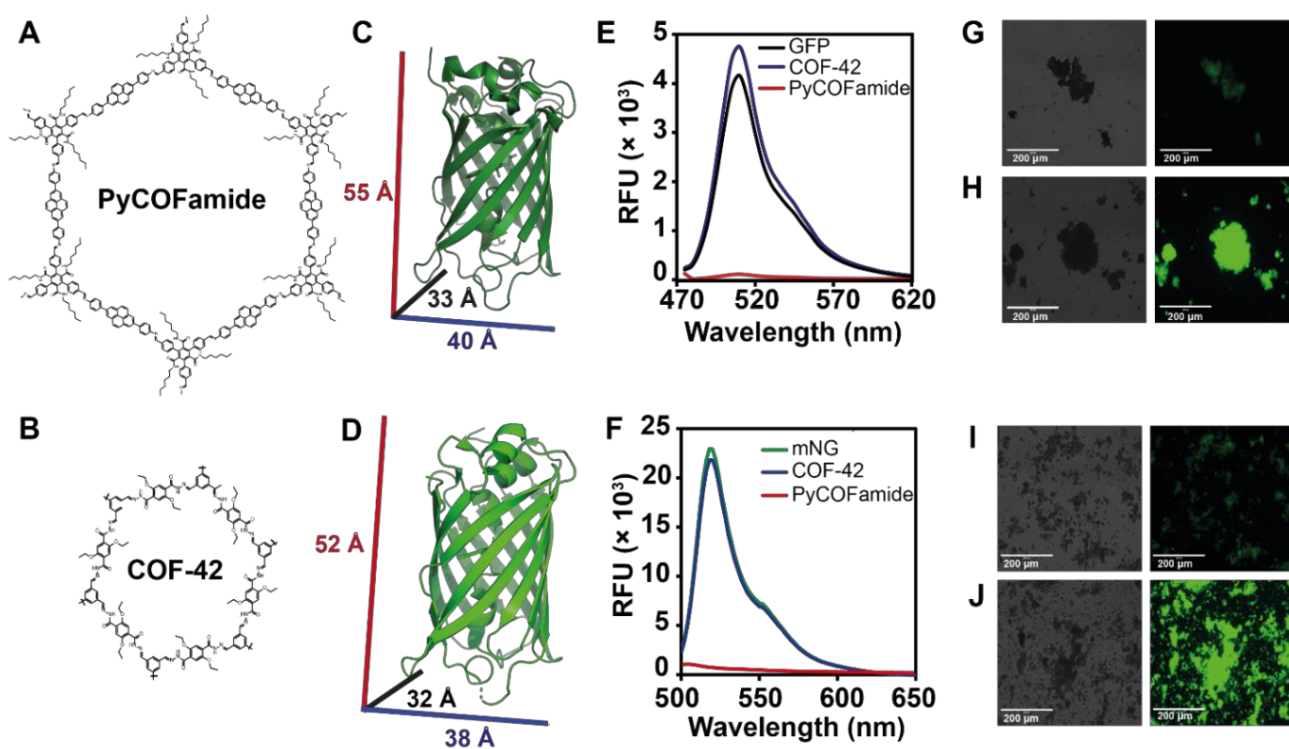 A
PyCOFamide
B
COF-42
C
55 Å
33 Å
40 Å
D
52 Å
32 Å
38 Å
E
5
4
3
2
1
0
RFU (× 10³)
GFP
COF-42
PyCOFamide
470 520 570 620
Wavelength (nm)
F
25
20
15
10
5
0
RFU (× 10³)
mNG
COF-42
PyCOFamide
500 550 600 650
Wavelength (nm)
G
200 µm
200 µm
H
200 µm
200 µm
I
200 µm
200 µm
J
200 µm
200 µm